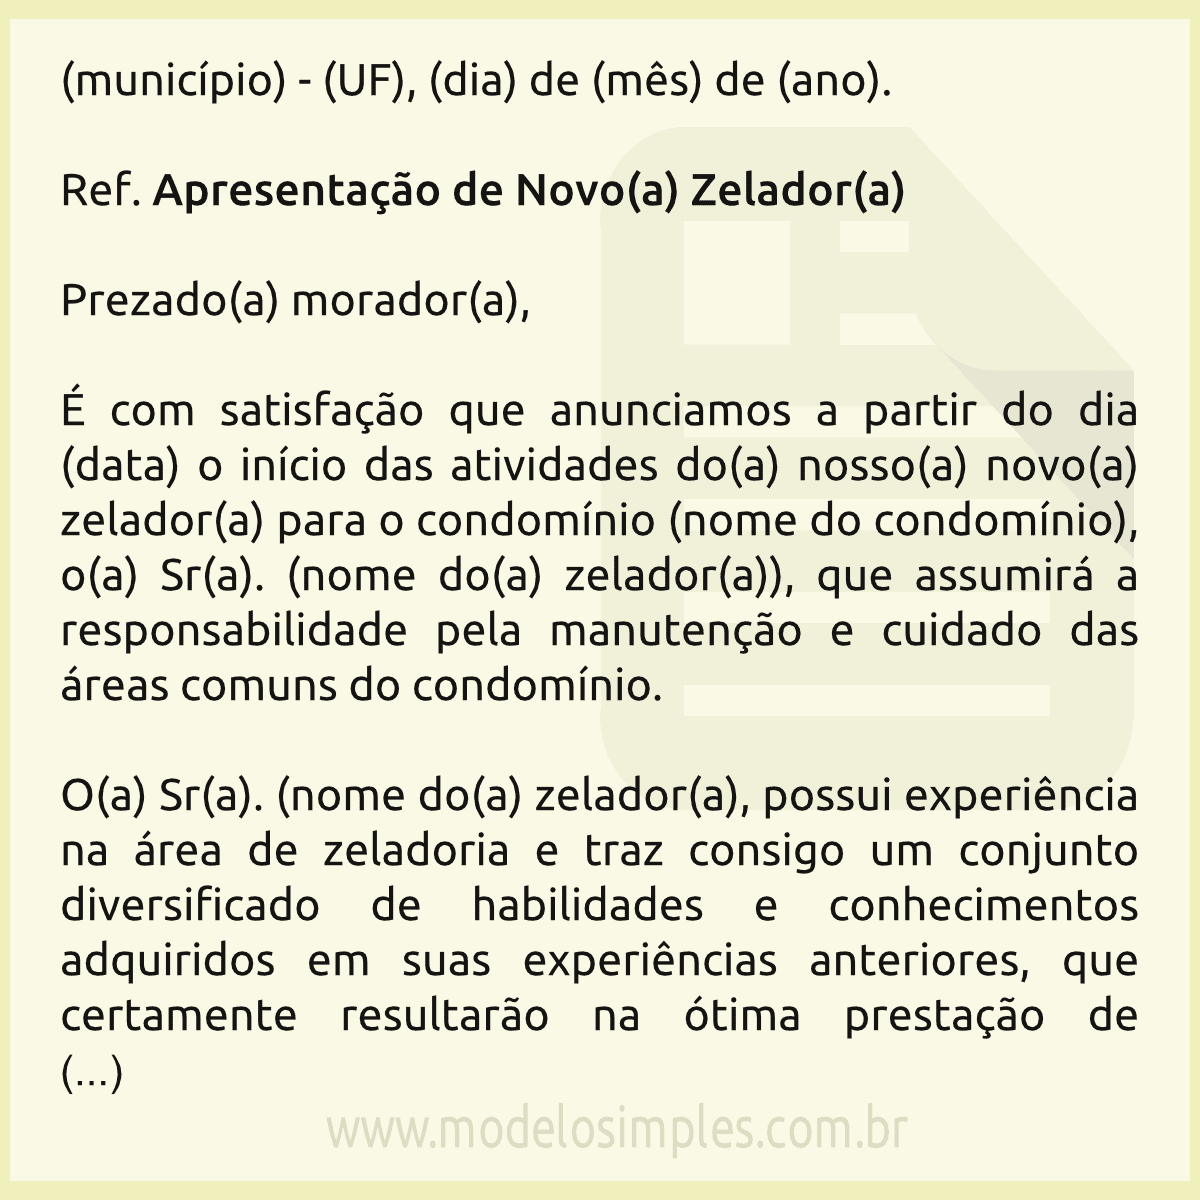 (município) - (UF), (dia) de (mês) de (ano).
Ref. Apresentação de Novo(a) Zelador(a)
Prezado(a) morador(a),
É com satisfação que anunciamos a partir do dia
(data) o início das atividades do(a) nosso(a) novo(a)
zelador(a) para o condomínio (nome do condomínio),
o(a) Sr(a). (nome do(a) zelador(a)), que assumirá a
responsabilidade pela manutenção e cuidado das
áreas comuns do condomínio.
O(a) Sr(a). (nome do(a) zelador(a), possui experiência
na área de zeladoria e traz consigo um conjunto
diversificado de habilidades e conhecimentos
adquiridos em suas experiências anteriores, que
certamente resultarão na ótima prestação de
(...)
www.modelosimples.com.br